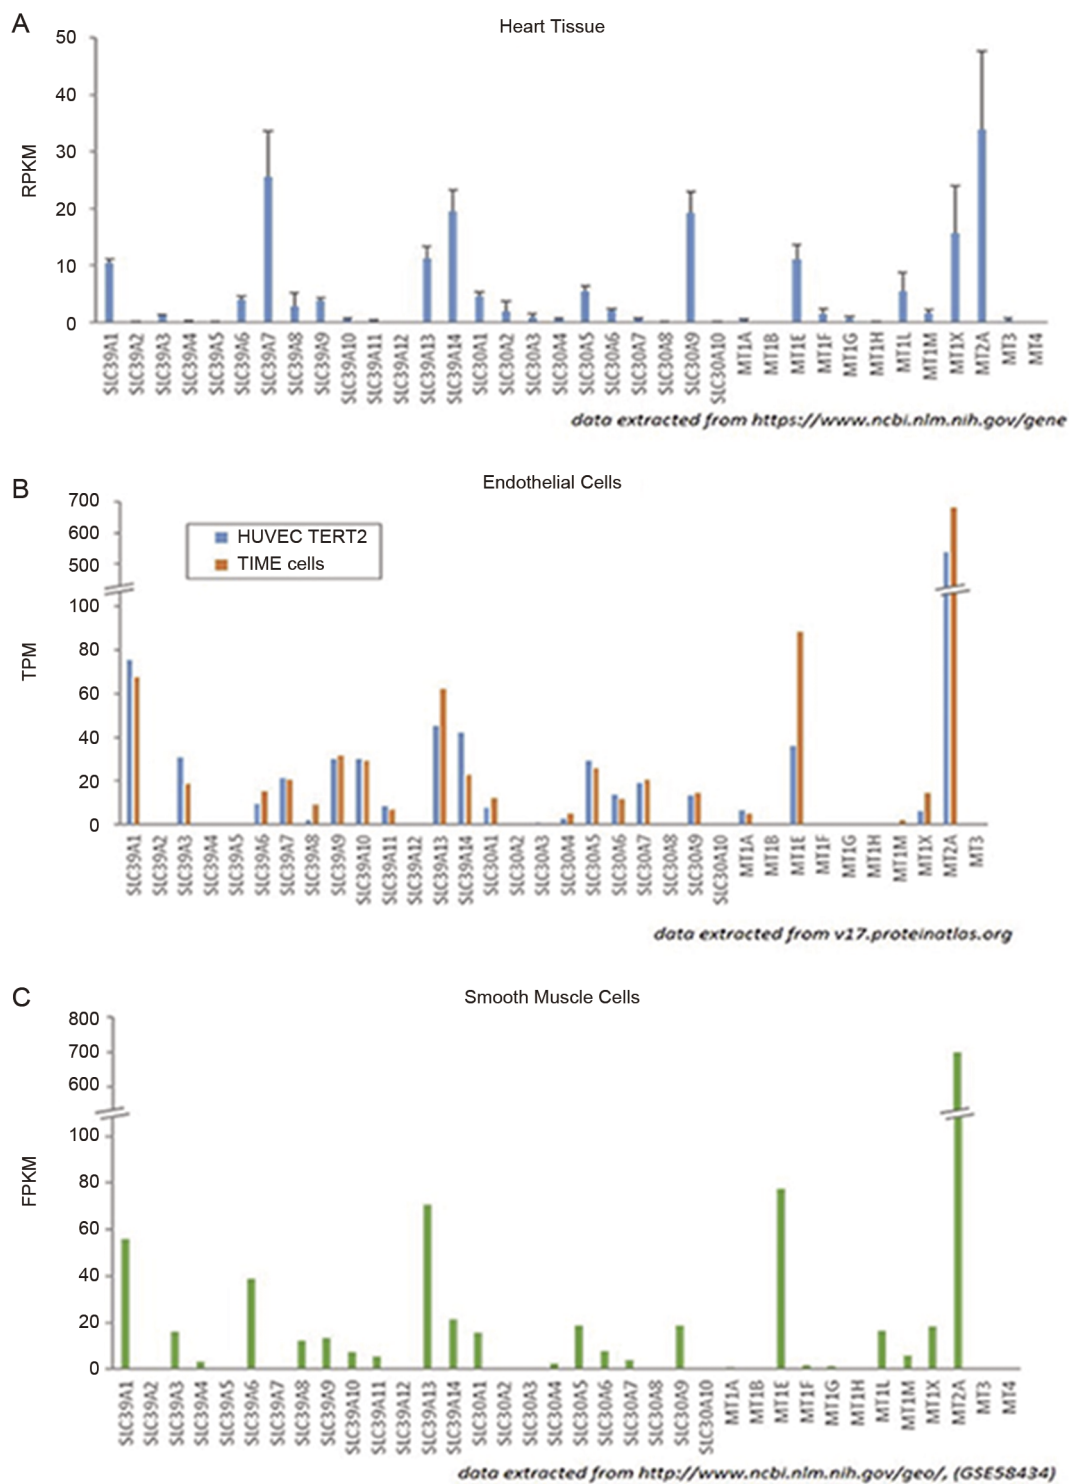 A
Heart Tissue
50
40
30
20
10
0
RPKM
SLC39A1
SLC39A2
SLC39A3
SLC39A4
SLC39A5
SLC39A6
SLC39A7
SLC39A8
SLC39A9
SLC39A10
SLC39A11
SLC39A12
SLC39A13
SLC39A14
SLC30A1
SLC30A2
SLC30A3
SLC30A4
SLC30A5
SLC30A6
SLC30A7
SLC30A8
SLC30A9
SLC30A10
MT1A
MT1B
MT1E
MT1F
MT1G
MT1H
MT1L
MT1M
MT1X
MT2A
MT3
MT4
data extracted from https://www.ncbi.nlm.nih.gov/gene
B
Endothelial Cells
700
600
500
100
80
60
40
20
0
TPM
HUVEC TERT2
TIME cells
SLC39A1
SLC39A2
SLC39A3
SLC39A4
SLC39A5
SLC39A6
SLC39A7
SLC39A8
SLC39A9
SLC39A10
SLC39A11
SLC39A12
SLC39A13
SLC39A14
SLC30A1
SLC30A2
SLC30A3
SLC30A4
SLC30A5
SLC30A6
SLC30A7
SLC30A8
SLC30A9
SLC30A10
MT1A
MT1B
MT1E
MT1F
MT1G
MT1H
MT1M
MT1X
MT2A
MT3
data extracted from v17.proteinatlas.org
C
Smooth Muscle Cells
800
700
600
100
80
60
40
20
0
FPKM
SLC39A1
SLC39A2
SLC39A3
SLC39A4
SLC39A5
SLC39A6
SLC39A7
SLC39A8
SLC39A9
SLC39A10
SLC39A11
SLC39A12
SLC39A13
SLC39A14
SLC30A1
SLC30A2
SLC30A3
SLC30A4
SLC30A5
SLC30A6
SLC30A7
SLC30A8
SLC30A9
SLC30A10
MT1A
MT1B
MT1E
MT1F
MT1G
MT1H
MT1L
MT1M
MT1X
MT2A
MT3
MT4
data extracted from http://www.ncbi.nlm.nih.gov/geo/, (GSE58434)